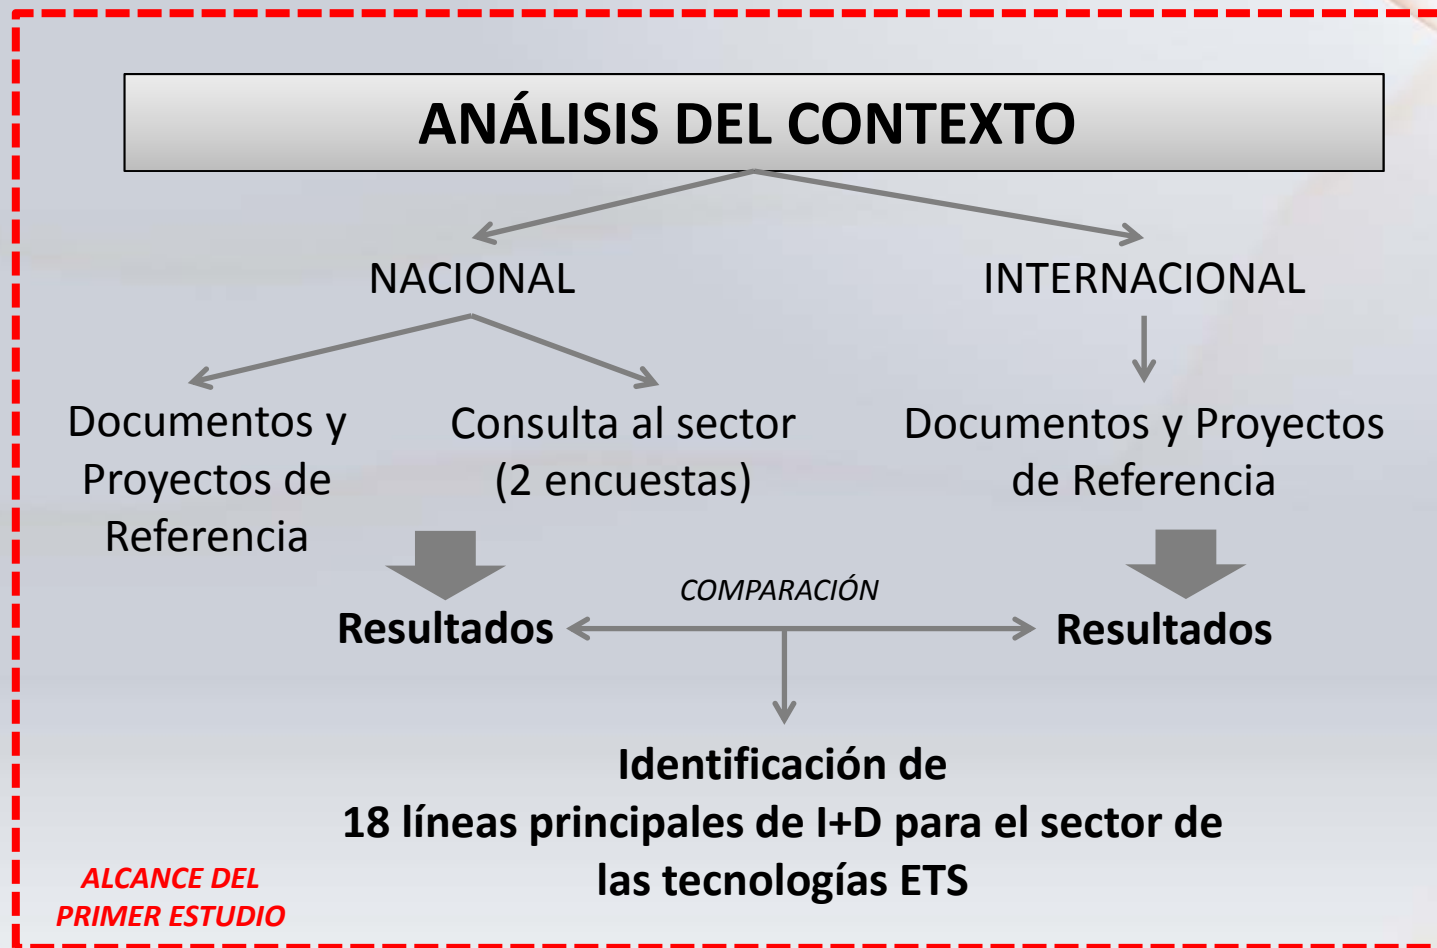 ANÁLISIS DEL CONTEXTO
NACIONAL
INTERNACIONAL
Documentos y
Proyectos de
Referencia
Consulta al sector
(2 encuestas)
Documentos y Proyectos
de Referencia
COMPARACIÓN
Resultados
Resultados
Identificación de
18 líneas principales de I+D para el sector de
las tecnologías ETS
ALCANCE DEL
PRIMER ESTUDIO